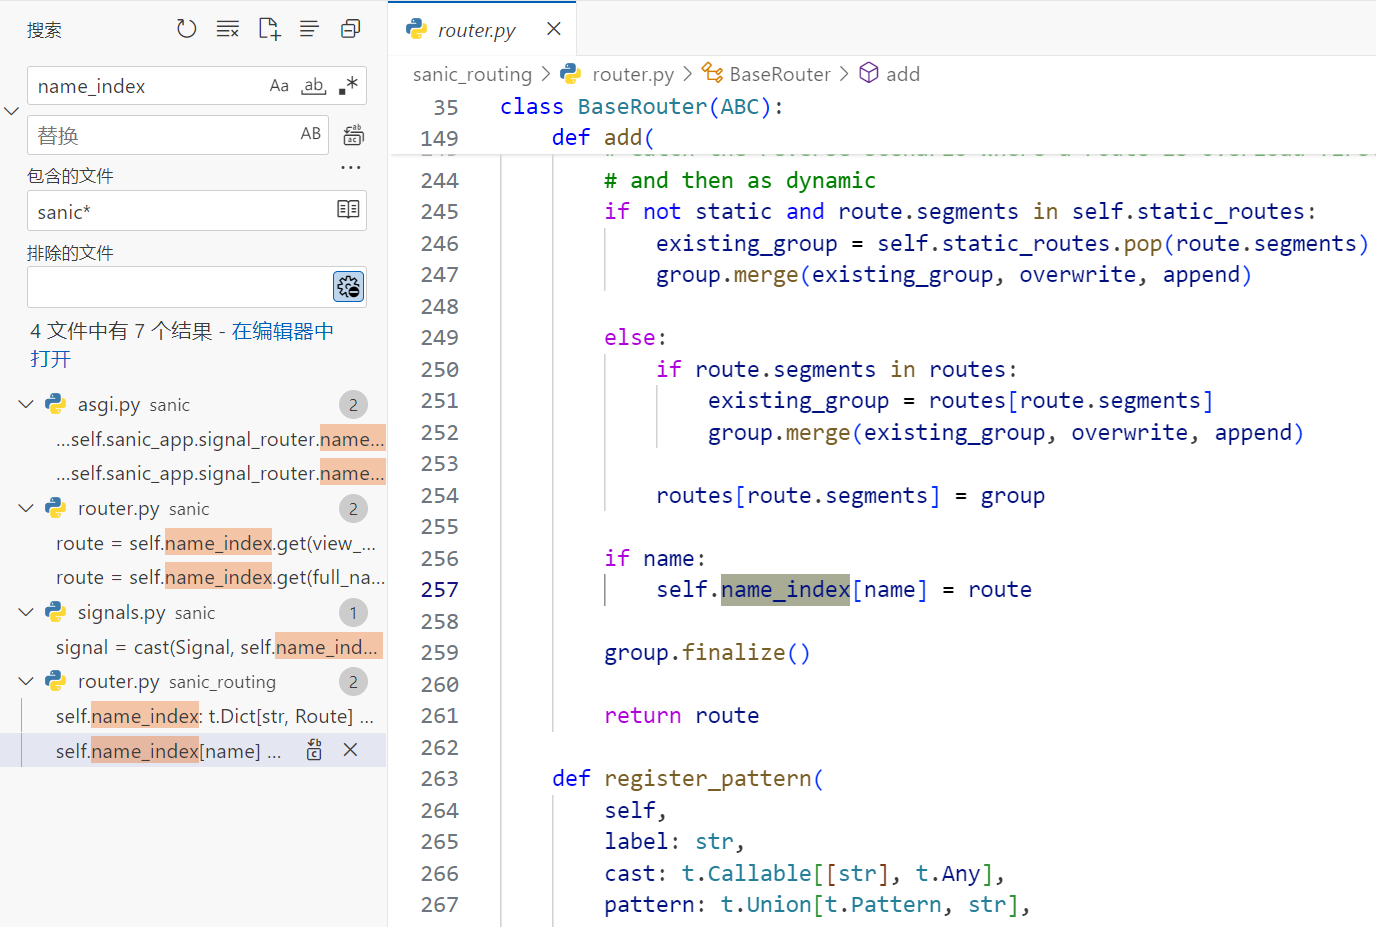 搜索
name_index
Aa
ab
.*
替换
AB
包含的文件
...
sanic*
排除的文件
4 文件中有 7 个结果 - 在编辑器中
打开
asgi.py sanic 2
...self.sanic_app.signal_router.name...
...self.sanic_app.signal_router.name...
router.py sanic 2
route = self.name_index.get(view_...
route = self.name_index.get(full_na...
signals.py sanic 1
signal = cast(Signal, self.name_ind...
router.py sanic_routing 2
self.name_index: t.Dict[str, Route] ...
self.name_index[name] ...
router.py
sanic_routing > router.py > BaseRouter > add
35 class BaseRouter(ABC):
149 def add(
244 # and then as dynamic
245 if not static and route.segments in self.static_routes:
246 existing_group = self.static_routes.pop(route.segments)
247 group.merge(existing_group, overwrite, append)
248
249 else:
250 if route.segments in routes:
251 existing_group = routes[route.segments]
252 group.merge(existing_group, overwrite, append)
253
254 routes[route.segments] = group
255
256 if name:
257 self.name_index[name] = route
258
259 group.finalize()
260
261 return route
262
263 def register_pattern(
264 self,
265 label: str,
266 cast: t.Callable[[str], t.Any],
267 pattern: t.Union[t.Pattern, str],